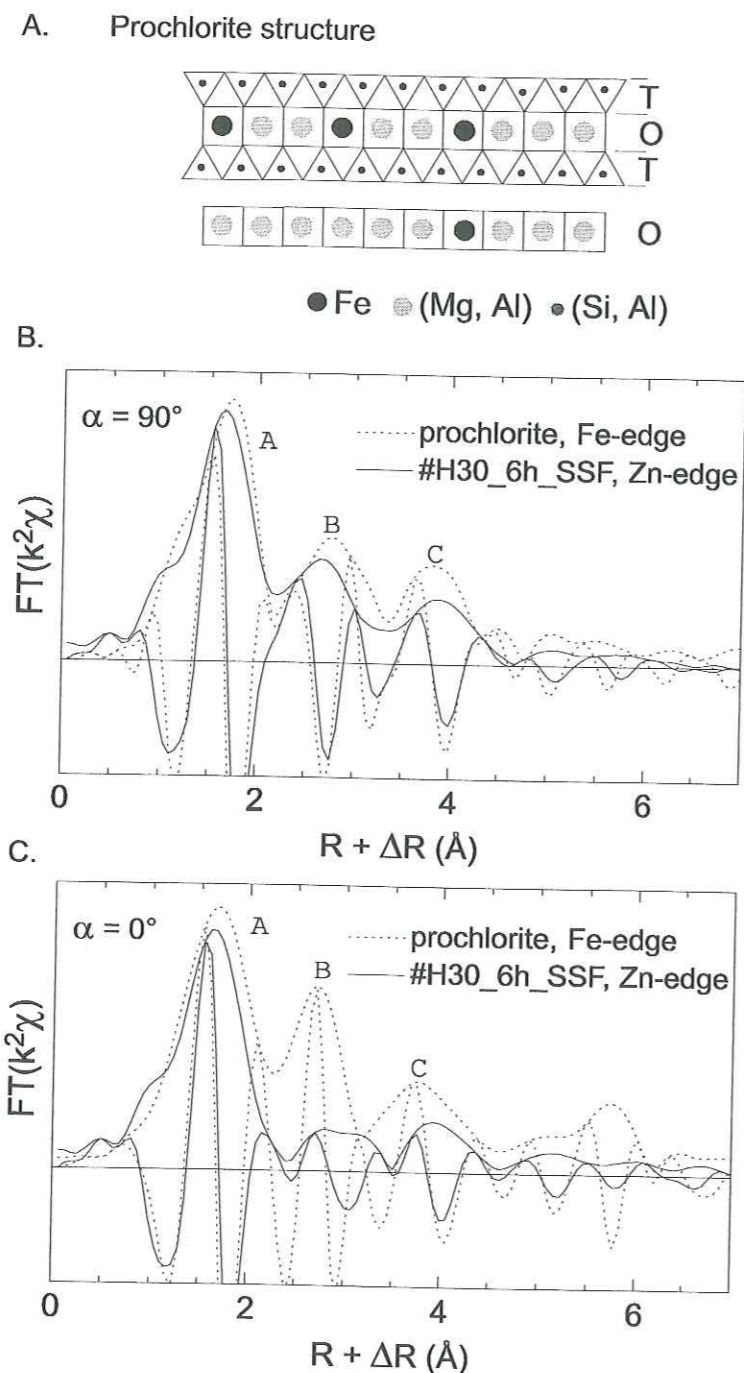 A. Prochlorite structure
T
O
T
O
Fe (Mg, Al) (Si, Al)
B.
α = 90°
A
B
C
prochlorite, Fe-edge
#H30_6h_SSF, Zn-edge
FT(k²χ)
0 2 4 6
R + ΔR (Å)
C.
α = 0°
A
B
C
prochlorite, Fe-edge
#H30_6h_SSF, Zn-edge
FT(k²χ)
0 2 4 6
R + ΔR (Å)